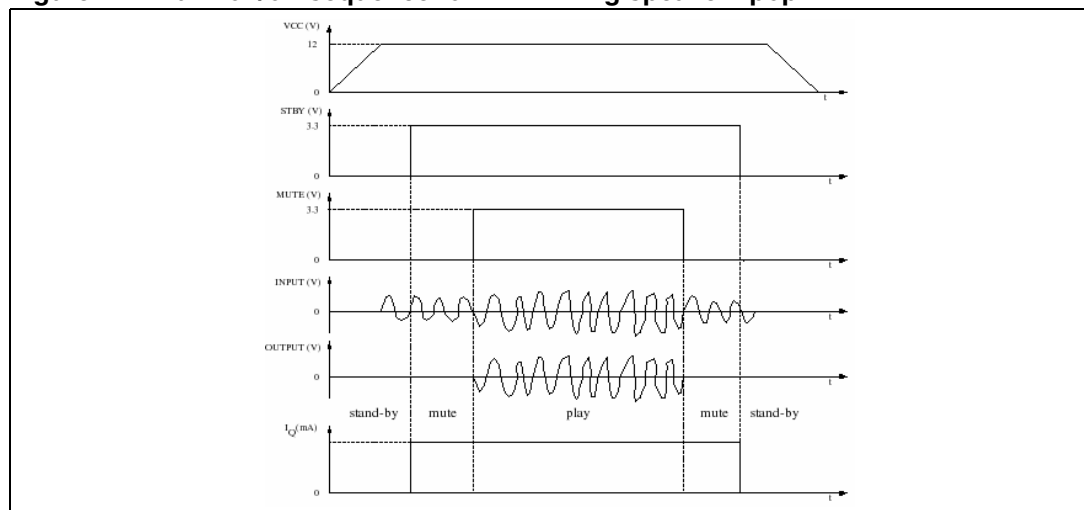 VCC (V)
12
0
t
STBY (V)
3.3
0
t
MUTE (V)
3.3
0
t
INPUT (V)
0
t
OUTPUT (V)
0
t
stand-by mute play mute stand-by
IQ(mA)
0
t